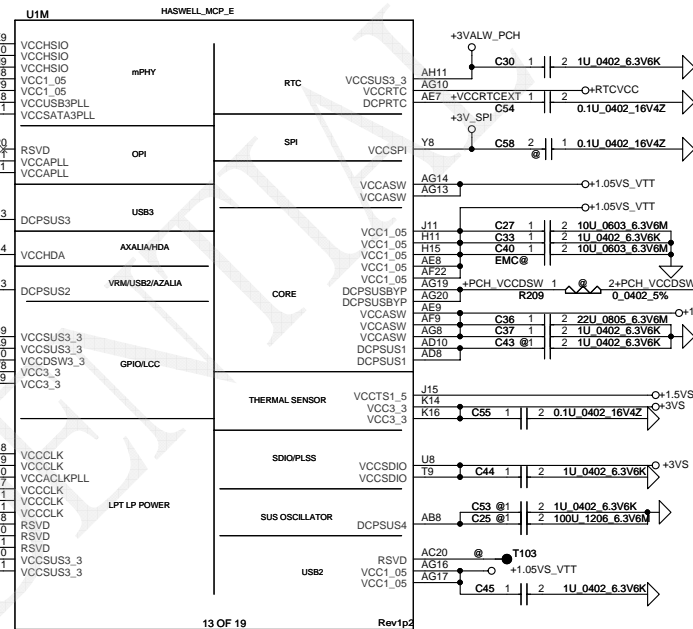 U1M
HASWELL_MCP_E
VCCHSIO
VCCHSIO
VCCHSIO
VCC1_05
VCC1_05
VCCUSB3PLL
VCCSATA3PLL
mPHY
RSVD
VCCAPLL
VCCAPLL
OPI
DCPSUS3
USB3
VCCHDA
AXALIA/HDA
DCPSUS2
VRM/USB2/AZALIA
VCCSUS3_3
VCCSUS3_3
VCCDSW3_3
VCC3_3
VCC3_3
GPIO/LCC
VCCCLK
VCCCLK
VCCACLKPLL
VCCCLK
VCCCLK
VCCCLK
RSVD
RSVD
RSVD
VCCSUS3_3
VCCSUS3_3
LPT LP POWER
RTC
VCCSUS3_3 AH11
VCCRTC AG10
DCPRTC AE7
+3VALW_PCH
C30 1 2 1U_0402_6.3V6K
+RTCVCC
+VCCRTCEXT 1 2
C54 0.1U_0402_16V4Z
+3V_SPI
SPI
VCCSPI Y8
C58 2 1 0.1U_0402_16V4Z
@
VCCASW AG14
VCCASW AG13
+1.05VS_VTT
+1.05VS_VTT
CORE
VCC1_05 J11
VCC1_05 H11
VCC1_05 H15
VCC1_05 AE8
VCC1_05 AF22
DCPSUSBYP AG19
DCPSUSBYP AG20
VCCASW AE9
VCCASW AF9
VCCASW AG8
DCPSUS1 AD10
DCPSUS1 AD8
C27 1 2 10U_0603_6.3V6M
C33 1 2 1U_0402_6.3V6K
C40 1 2 10U_0603_6.3V6M
EMC@
+PCH_VCCDSW 1 @ 2 +PCH_VCCDSW
R209 0_0402_5%
+1
C36 1 2 22U_0805_6.3V6M
C37 1 2 1U_0402_6.3V6K
C43 @1 2 1U_0402_6.3V6K
THERMAL SENSOR
VCCTS1_5 J15
VCC3_3 K14
VCC3_3 K16
+1.5VS
+3VS
C55 1 2 0.1U_0402_16V4Z
SDIO/PLSS
VCCSDIO U8
VCCSDIO T9
+3VS
C44 1 2 1U_0402_6.3V6K
SUS OSCILLATOR
DCPSUS4 AB8
C53 @1 2 1U_0402_6.3V6K
C25 @1 2 100U_1206_6.3V6M
USB2
RSVD AC20
VCC1_05 AG16
VCC1_05 AG17
@ T103
+1.05VS_VTT
C45 1 2 1U_0402_6.3V6K
13 OF 19
Rev1p2